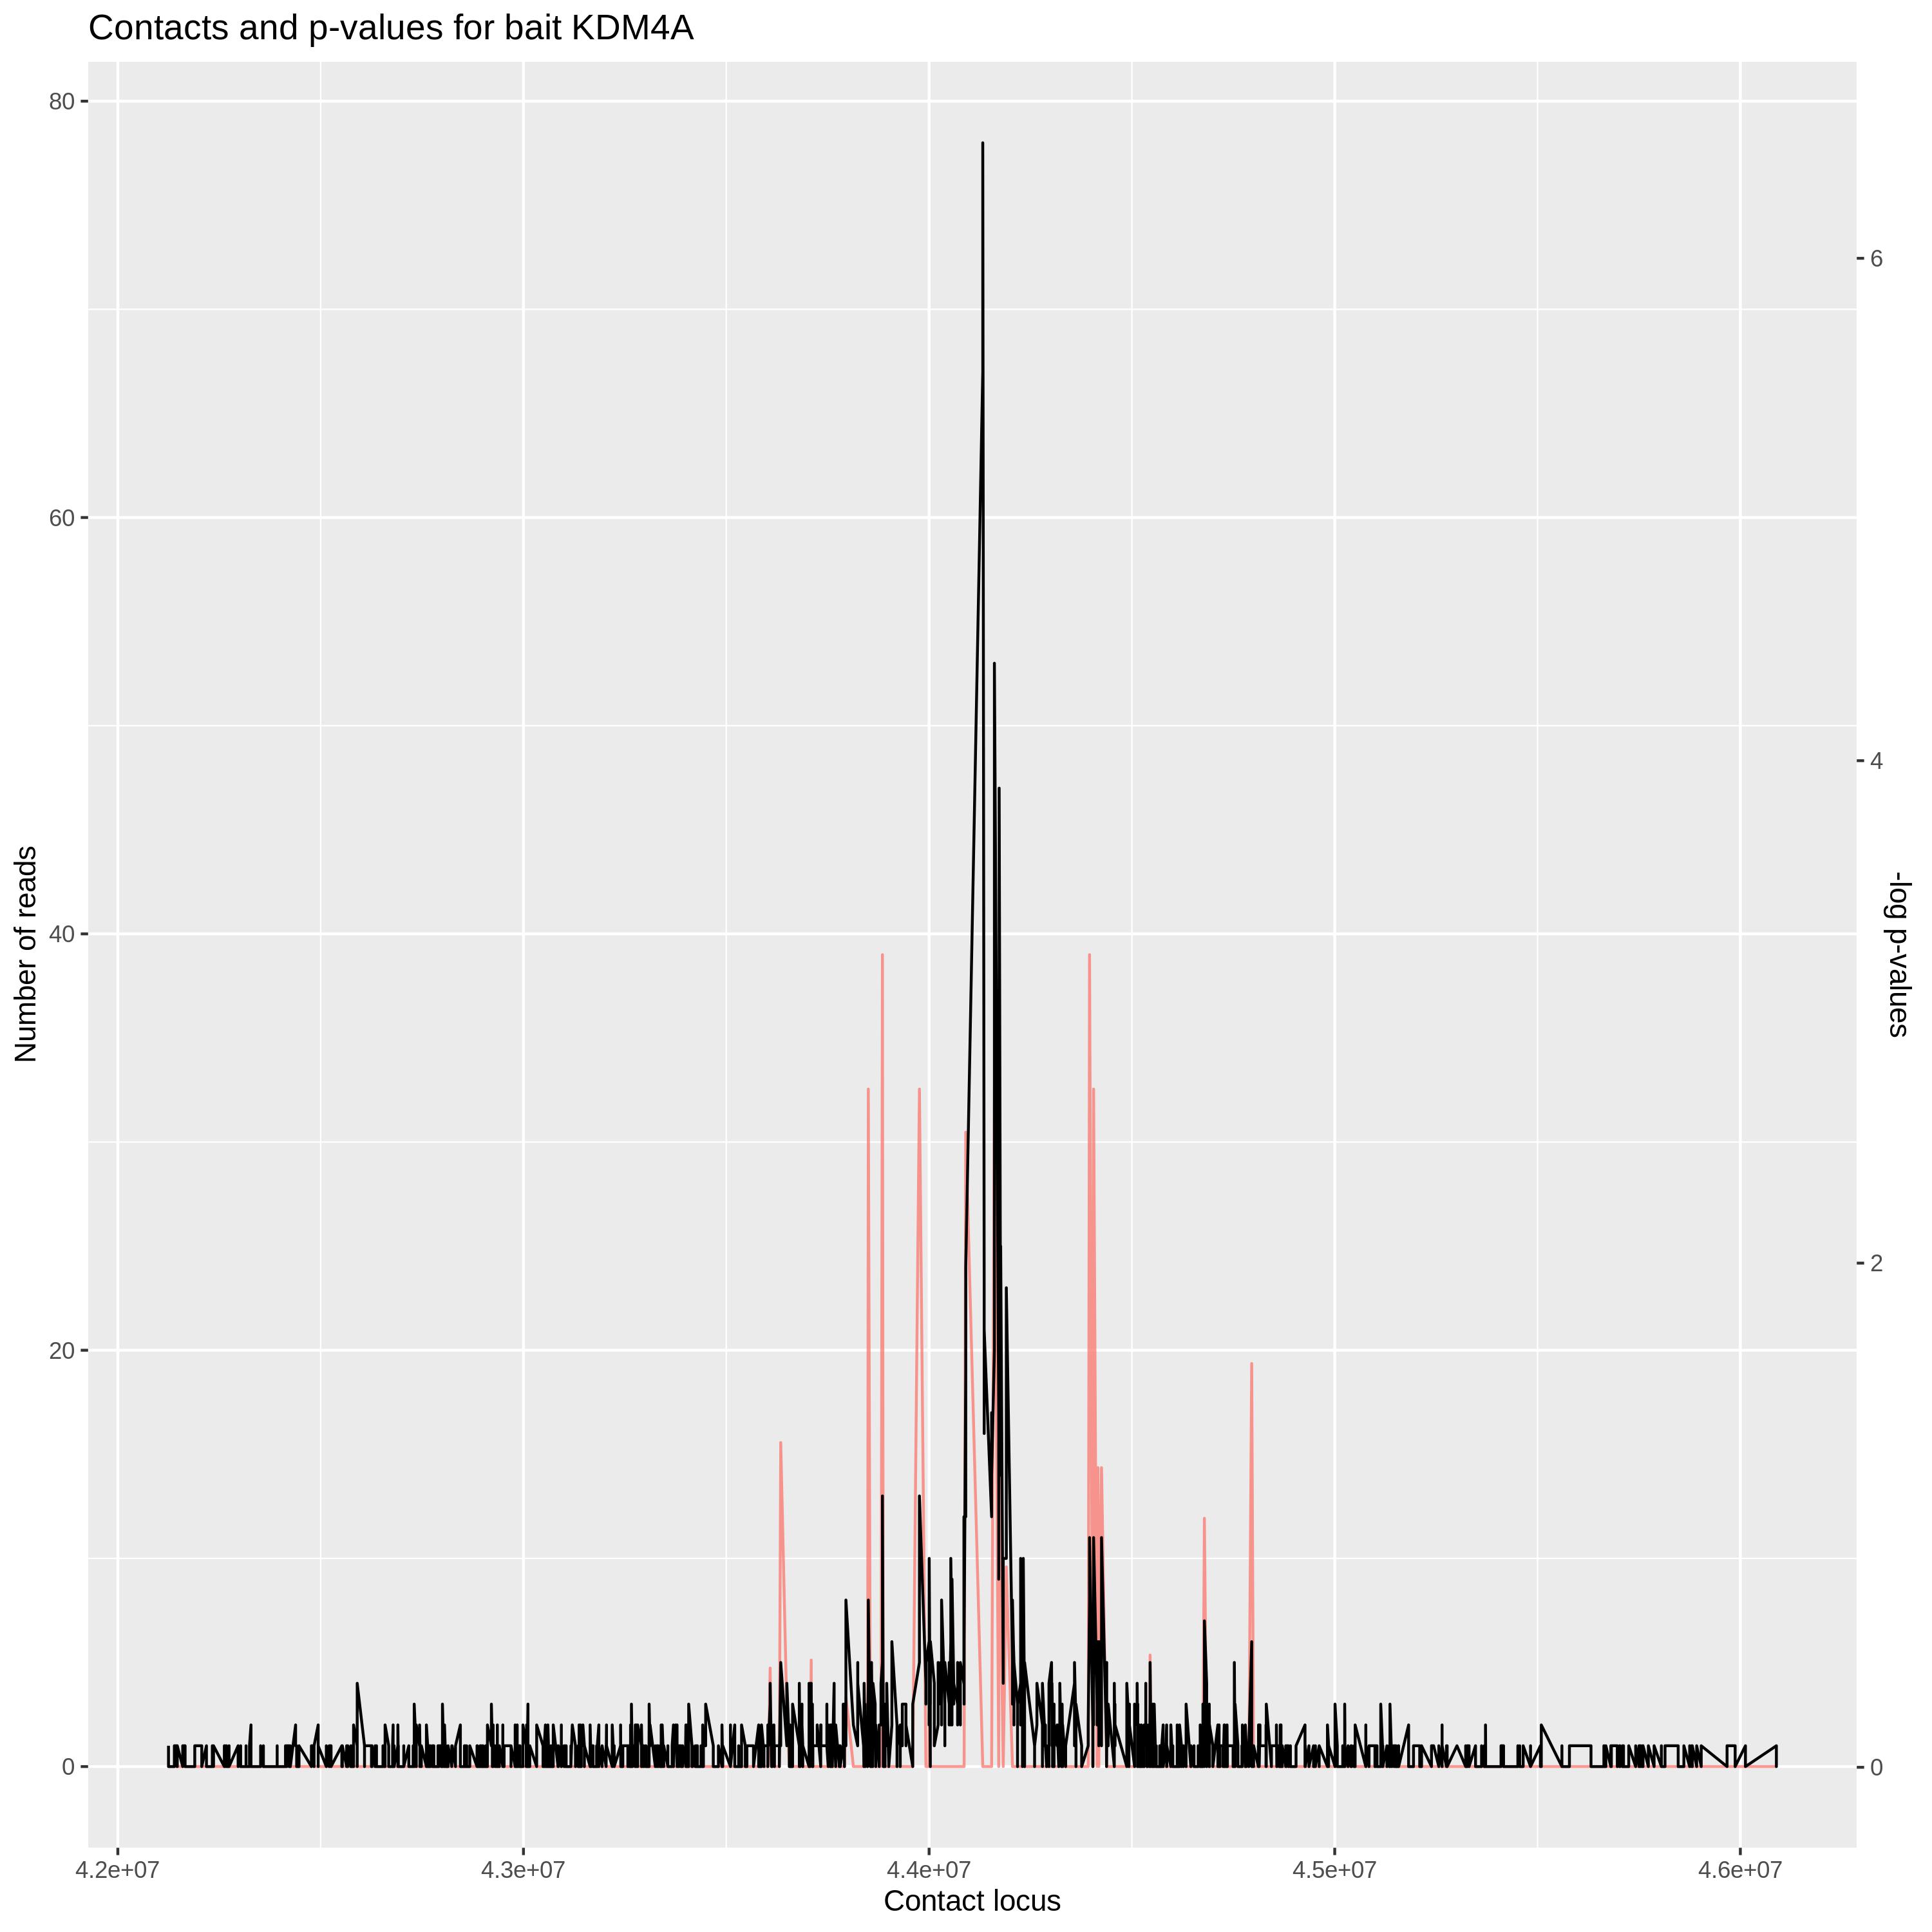 Contacts and p-values for bait KDM4A
80
60
40
20
0
Number of reads
6
4
2
0
-log p-values
4.2e+07 4.3e+07 4.4e+07 4.5e+07 4.6e+07
Contact locus